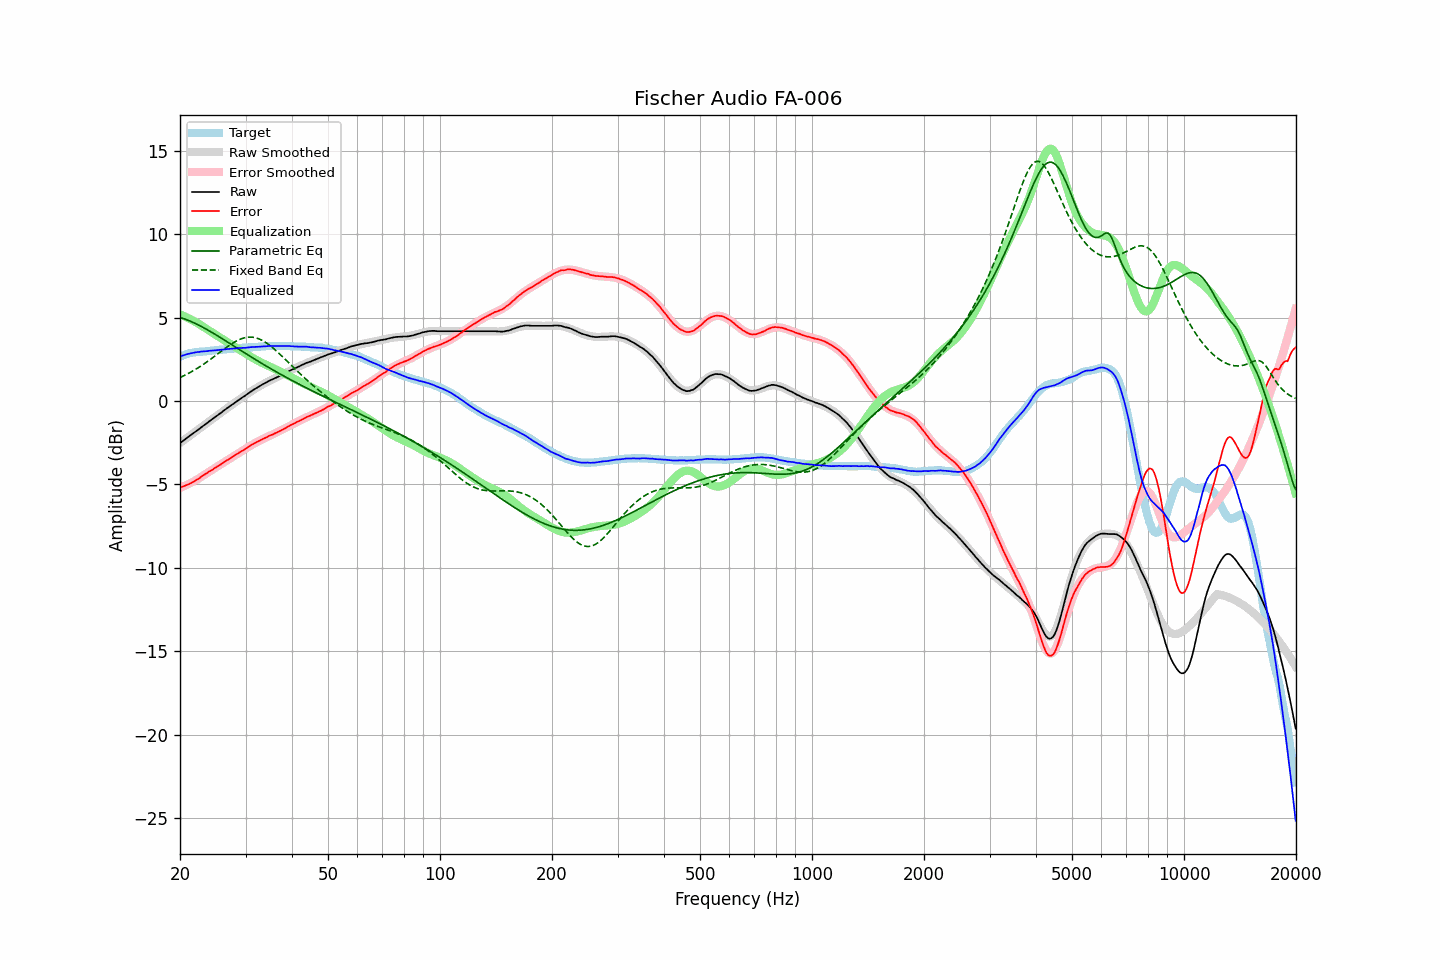 Fischer Audio FA-006
Target
Raw Smoothed
Error Smoothed
Raw
Error
Equalization
Parametric Eq
Fixed Band Eq
Equalized
Amplitude (dBr)
15
10
5
0
−5
−10
−15
−20
−25
20 50 100 200 500 1000 2000 5000 10000 20000
Frequency (Hz)